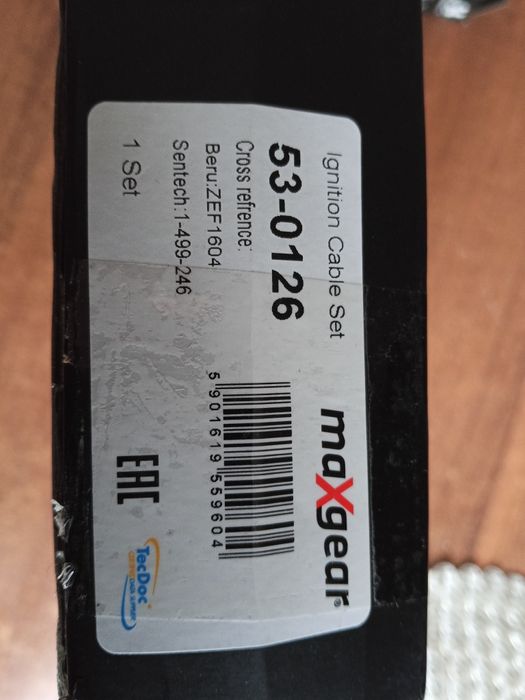 Ignition Cable Set
maXgear®
53-0126
Cross refrence:
Beru:ZEF1604
Sentech:1-499-246
5 901619 559604
1 Set
EAC
TecDoc